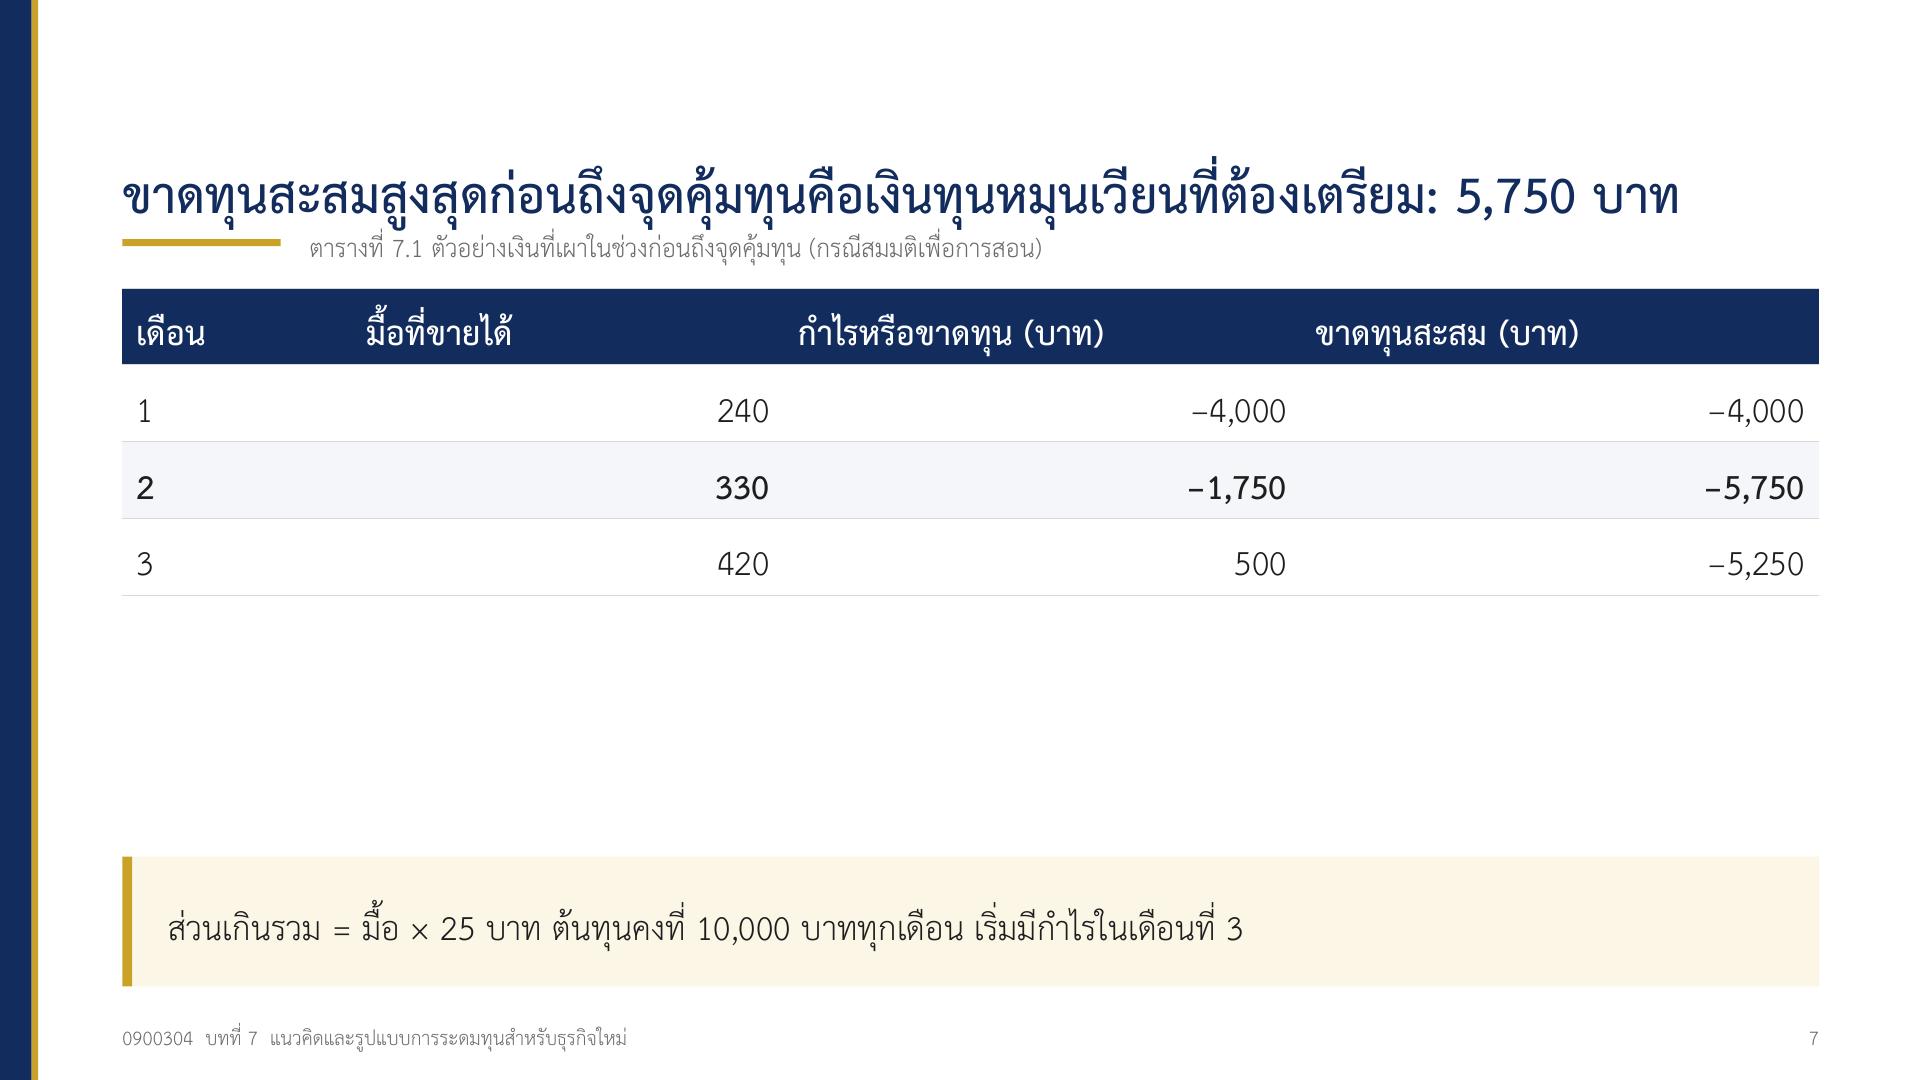 ขาดทุนสะสมสูงสุดก่อนถึงจุดคุ้มทุนคือเงินทุนหมุนเวียนที่ต้องเตรียม: 5,750 บาท
ตารางที่ 7.1 ตัวอย่างเงินที่เผาในช่วงก่อนถึงจุดคุ้มทุน (กรณีสมมติเพื่อการสอน)
เดือน มื้อที่ขายได้ กำไรหรือขาดทุน (บาท) ขาดทุนสะสม (บาท)
1 240 −4,000 −4,000
2 330 −1,750 −5,750
3 420 500 −5,250
ส่วนเกินรวม = มื้อ × 25 บาท ต้นทุนคงที่ 10,000 บาททุกเดือน เริ่มมีกำไรในเดือนที่ 3
0900304 บทที่ 7 แนวคิดและรูปแบบการระดมทุนสำหรับธุรกิจใหม่ 7